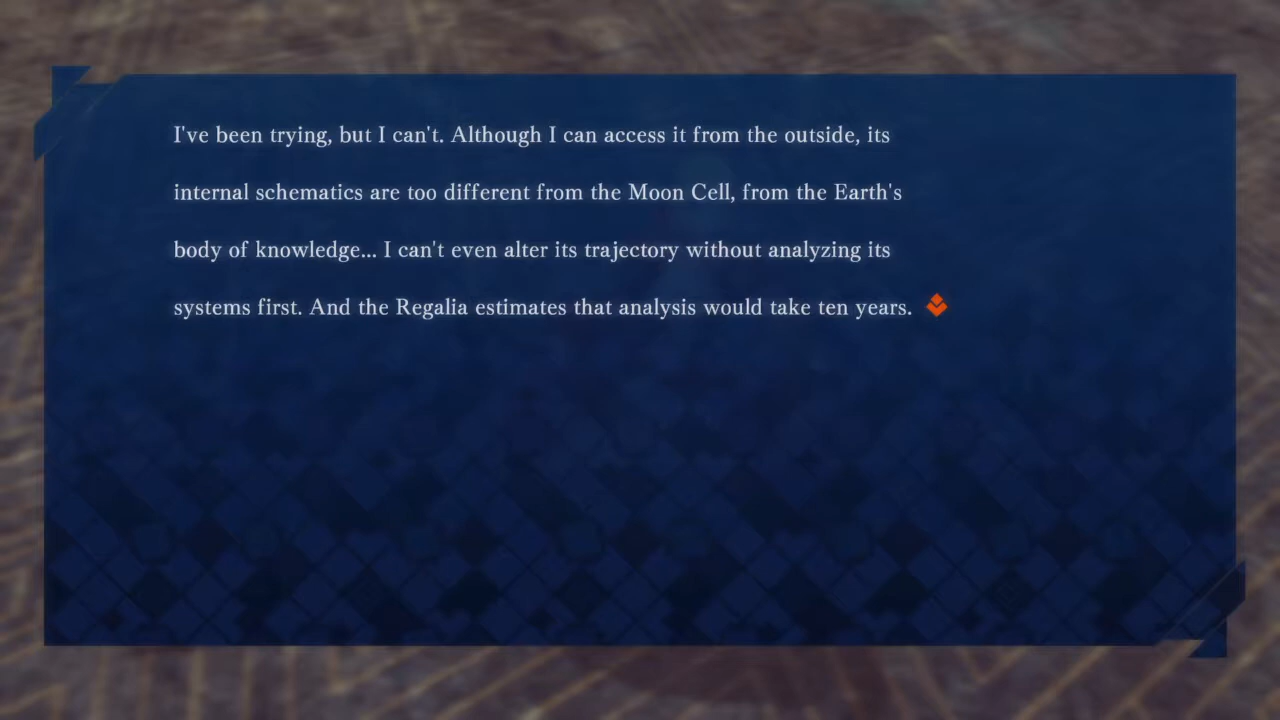 I've been trying, but I can't. Although I can access it from the outside, its
internal schematics are too different from the Moon Cell, from the Earth's
body of knowledge... I can't even alter its trajectory without analyzing its
systems first. And the Regalia estimates that analysis would take ten years.